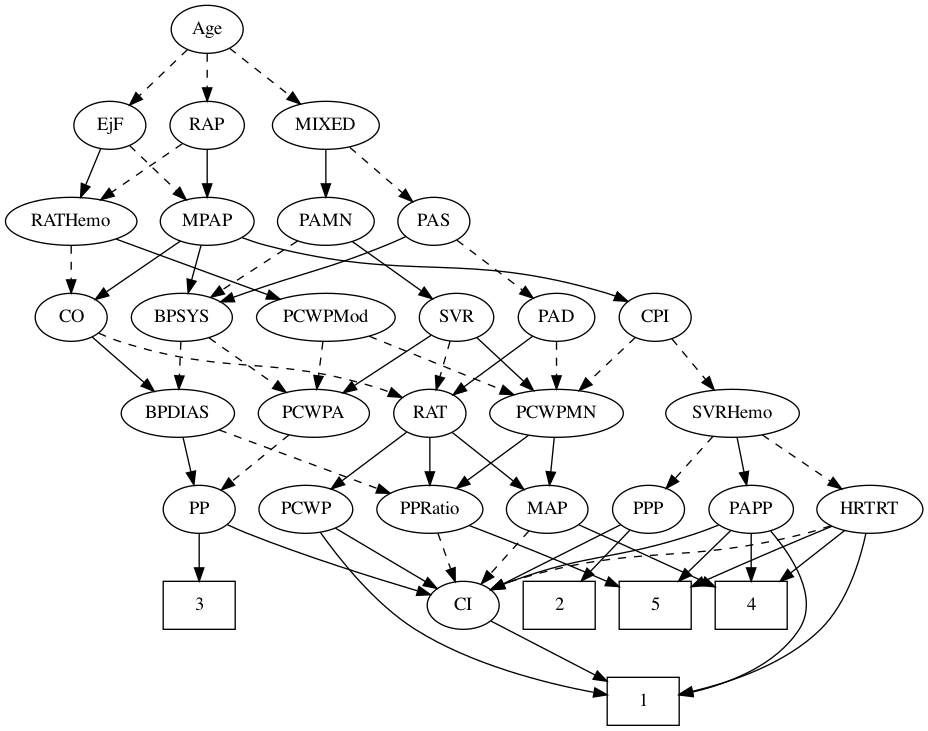 Age
EjF
RAP
MIXED
RATHemo
MPAP
PAMN
PAS
CO
BPSYS
PCWPMod
SVR
PAD
CPI
BPDIAS
PCWPA
RAT
PCWPMN
SVRHemo
PP
PCWP
PPRatio
MAP
PPP
PAPP
HRTRT
3
CI
2
5
4
1